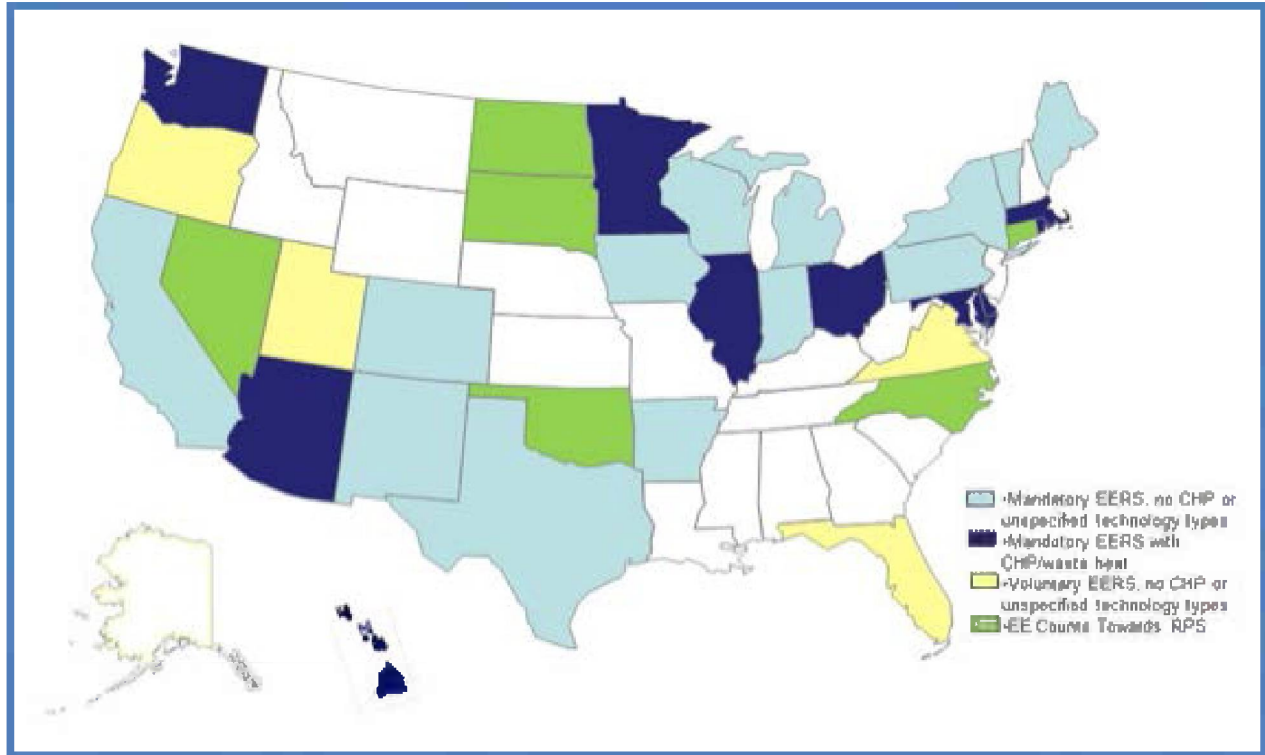 •Mandatory EERS, no CHP or
unspecified technology types
•Mandatory EERS with
CHP/waste heat
•Voluntary EERS, no CHP or
unspecified technology types
•EE Counts Towards RPS